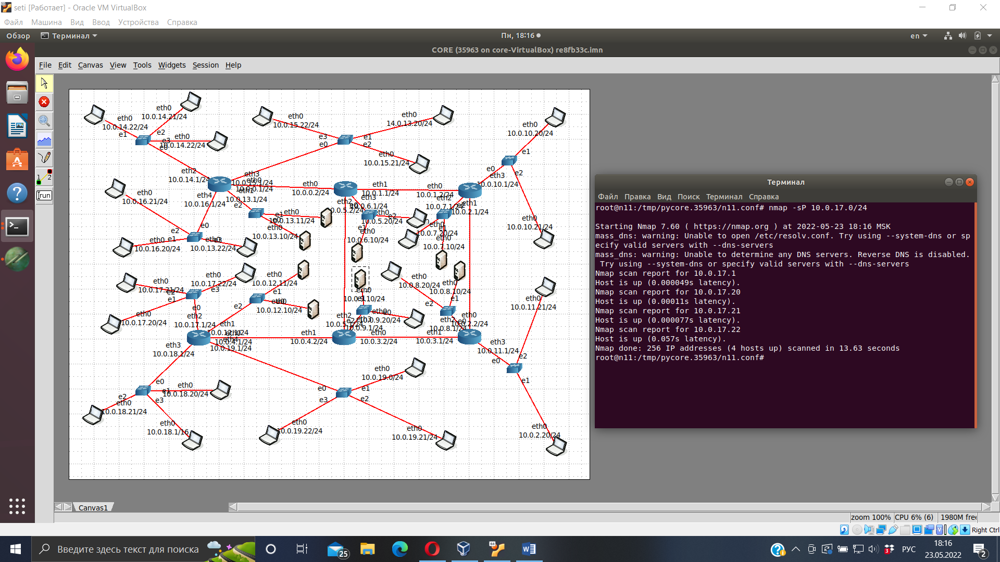 seti [Работает] - Oracle VM VirtualBox
Файл Машина Вид Ввод Устройства Справка
Обзор Терминал Пн, 18:16 en
CORE (35963 on core-VirtualBox) re8fb33c.imn
File Edit Canvas View Tools Widgets Session Help
eth0
10.0.14.22/24
eth0
10.0.14.21/24
eth0
10.0.14.22/24
e1
e2
e3
e0
eth0
10.0.15.22/24
eth0
14.0.13.20/24
eth0
10.0.15.21/24
e3
e0
e1
e2
eth0
10.0.10.20/24
e1
e0
e2
eth3
10.0.10.1/24
eth0
10.0.10.21/24
eth2
10.0.14.1/24
eth3
10.0.15.1/24
eth0
10.0.0.1/24
eth1
10.0.13.1/24
eth4
10.0.16.1/24
eth0
10.0.0.2/24
eth1
10.0.1.1/24
eth0
10.0.1.2/24
eth2
10.0.7.1/24
eth1
10.0.2.1/24
eth3
10.0.6.1/24
eth2
0.0.5.2/24
eth0
10.0.16.21/24
eth0
10.0.16.20/24
eth0
10.0.13.22/24
e2
e0
e1
e3
e2
e1
e0
eth0
10.0.13.11/24
eth0
10.0.13.10/24
e0
e2
eth0
10.0.5.20/24
e1
eth0
10.0.6.10/24
eth0
10.0.7.20/24
e1
eth0
10.0.7.10/24
eth0
10.0.17.21/24
eth0
10.0.17.22/24
eth0
10.0.17.20/24
e2
e1
e3
e0
eth2
10.0.17.1/24
eth0
10.0.12.11/24
e1
e2
eth0
10.0.12.10/24
eth1
10.0.12.1/24
eth0
10.0.4.1/24
eth4
10.0.19.1/24
eth3
10.0.18.1/24
eth1
10.0.4.2/24
eth0
10.0.3.2/24
eth1
10.0.3.1/24
eth0
10.0.9.10/24
e1
e2
eth0
10.0.9.20/24
eth3
10.0.9.1/24
eth2
eth0
10.0.8.20/24
eth0
10.0.8.10/24
e1
e2
e0
eth2
10.0.8.1/24
eth0
10.0.2.2/24
eth3
10.0.11.1/24
eth0
10.0.11.21/24
e0
e2
e1
eth0
10.0.2.20/24
e0
e1
e2
e3
eth0
10.0.18.20/24
eth0
10.0.18.21/24
eth0
10.0.18.1/16
eth0
10.0.19.0/24
e0
e1
e3
e2
eth0
10.0.19.22/24
eth0
10.0.19.21/24
1 2
run
Canvas1
zoom 100% CPU 6% (6) 1980M free
Терминал
Файл Правка Вид Поиск Терминал Справка
root@n11:/tmp/pycore.35963/n11.conf# nmap -sP 10.0.17.0/24
Starting Nmap 7.60 ( https://nmap.org ) at 2022-05-23 18:16 MSK
mass_dns: warning: Unable to open /etc/resolv.conf. Try using --system-dns or sp
ecify valid servers with --dns-servers
mass_dns: warning: Unable to determine any DNS servers. Reverse DNS is disabled.
Try using --system-dns or specify valid servers with --dns-servers
Nmap scan report for 10.0.17.1
Host is up (0.000049s latency).
Nmap scan report for 10.0.17.20
Host is up (0.00011s latency).
Nmap scan report for 10.0.17.21
Host is up (0.000077s latency).
Nmap scan report for 10.0.17.22
Host is up (0.057s latency).
Nmap done: 256 IP addresses (4 hosts up) scanned in 13.63 seconds
root@n11:/tmp/pycore.35963/n11.conf#
Right Ctrl
Введите здесь текст для поиска
25
64
РУС
18:16
23.05.2022
2
3